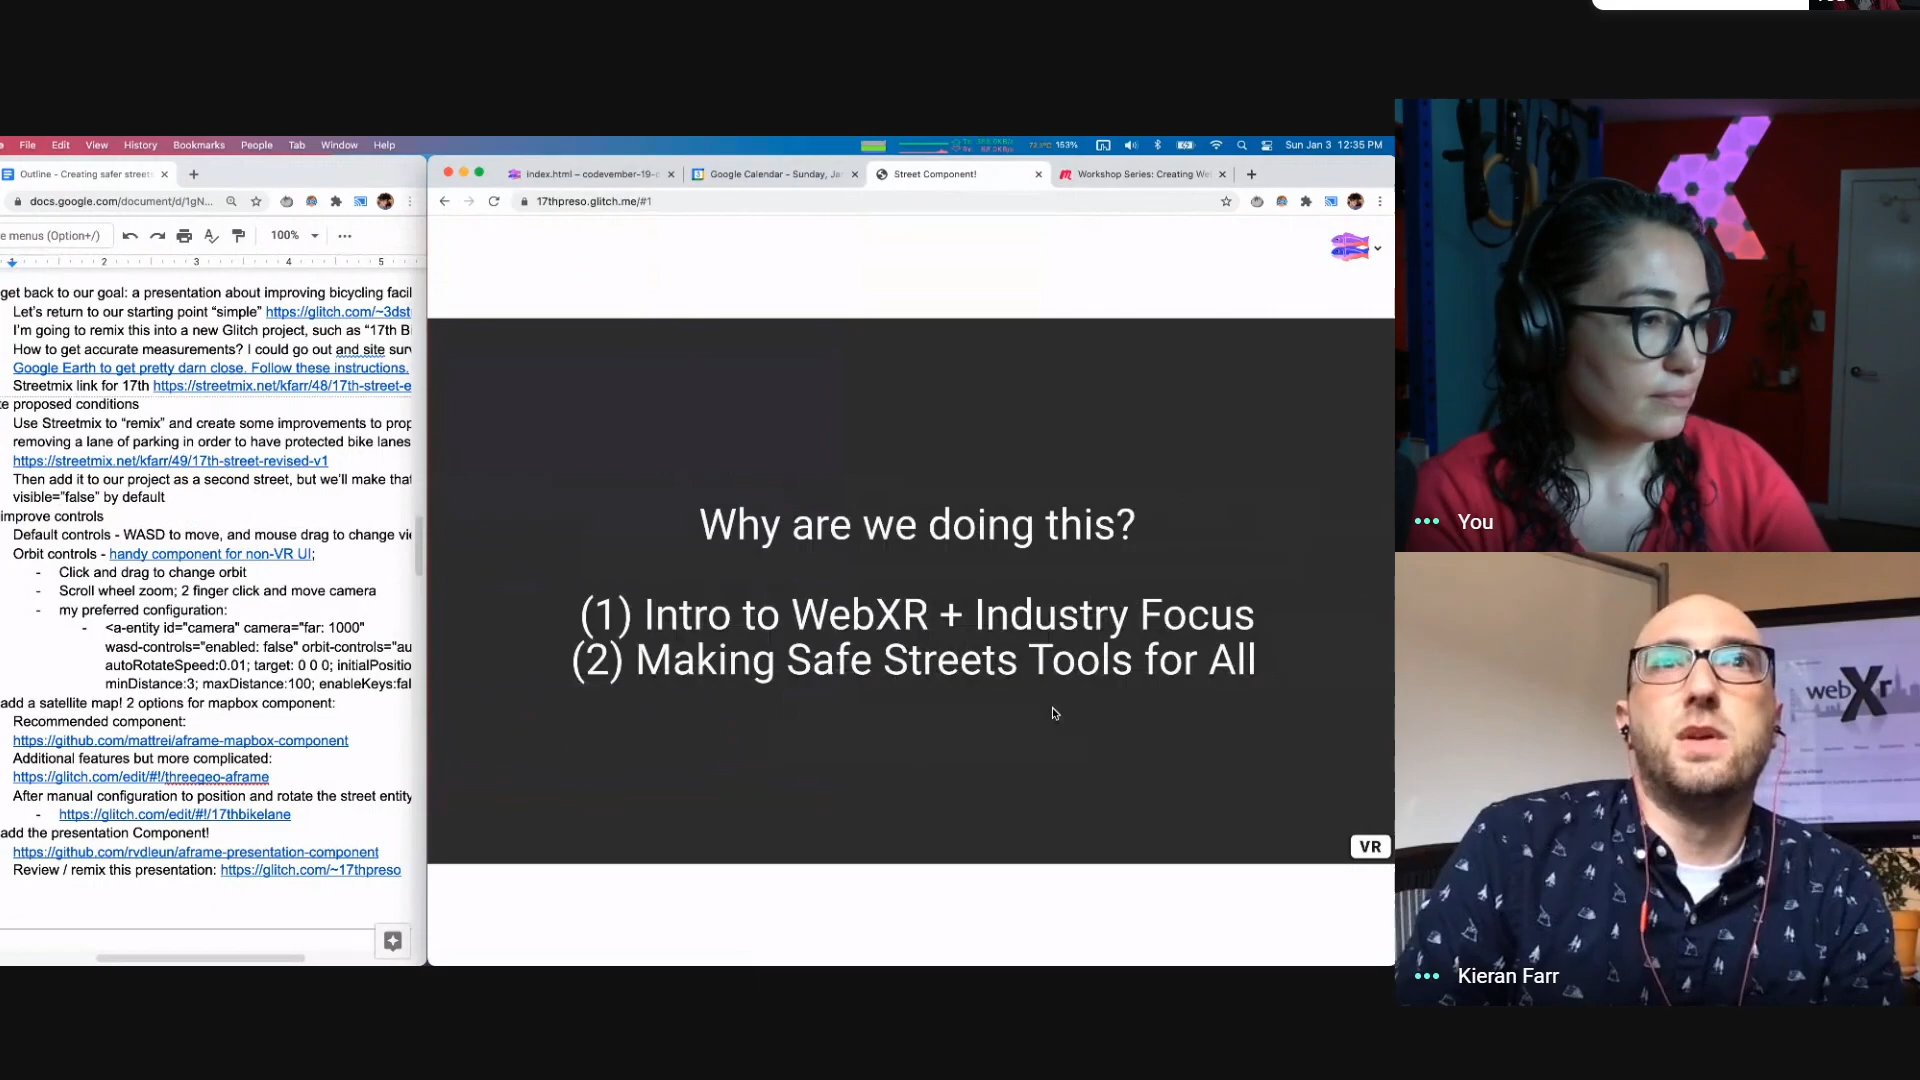 File Edit View History Bookmarks People Tab Window Help
153% Sun Jan 3 12:35 PM
Outline - Creating safer streets
docs.google.com/document/d/1gN...
e menus (Option+/)
100%
1 2 3 4 5
get back to our goal: a presentation about improving bicycling facil
Let's return to our starting point "simple" https://glitch.com/~3dst
I'm going to remix this into a new Glitch project, such as "17th B
How to get accurate measurements? I could go out and site sur
Google Earth to get pretty darn close. Follow these instructions.
Streetmix link for 17th https://streetmix.net/kfarr/48/17th-street-e
te proposed conditions
Use Streetmix to "remix" and create some improvements to prop
removing a lane of parking in order to have protected bike lanes
https://streetmix.net/kfarr/49/17th-street-revised-v1
Then add it to our project as a second street, but we'll make that
visible="false" by default
improve controls
Default controls - WASD to move, and mouse drag to change vi
Orbit controls - handy component for non-VR UI;
- Click and drag to change orbit
- Scroll wheel zoom; 2 finger click and move camera
- my preferred configuration:
- <a-entity id="camera" camera="far: 1000"
wasd-controls="enabled: false" orbit-controls="au
autoRotateSpeed:0.01; target: 0 0 0; initialPositio
minDistance:3; maxDistance:100; enableKeys:fal
add a satellite map! 2 options for mapbox component:
Recommended component:
https://github.com/mattrei/aframe-mapbox-component
Additional features but more complicated:
https://glitch.com/edit/#!/threegeo-aframe
After manual configuration to position and rotate the street entity
- https://glitch.com/edit/#!/17thbikelane
add the presentation Component!
https://github.com/rvdleun/aframe-presentation-component
Review / remix this presentation: https://glitch.com/~17thpreso
index.html – codevember-19-c
Google Calendar - Sunday, Ja
Street Component!
Workshop Series: Creating We
17thpreso.glitch.me/#1
Why are we doing this?
(1) Intro to WebXR + Industry Focus
(2) Making Safe Streets Tools for All
VR
You
webXr
Kieran Farr